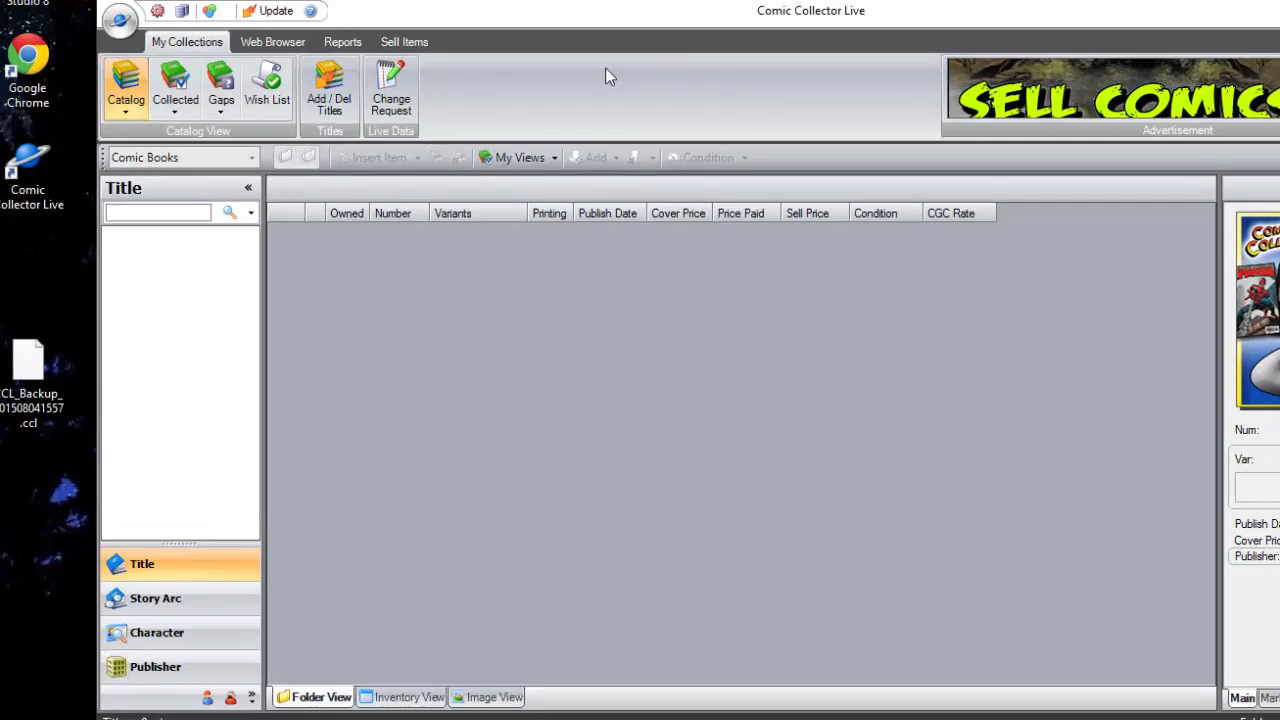 Studio 8
Google
Chrome
Comic
Collector Live
CL_Backup_
01508041557
.ccl
Update
Comic Collector Live
My Collections
Web Browser
Reports
Sell Items
Catalog
Collected
Gaps
Wish List
Catalog View
Add / Del
Titles
Titles
Change
Request
Live Data
SELL COMICS
Advertisement
Comic Books
Insert Item
My Views
Add
Condition
Title
Owned
Number
Variants
Printing
Publish Date
Cover Price
Price Paid
Sell Price
Condition
CGC Rate
Num:
Var:
Publish Da
Cover Pric
Publisher:
Title
Story Arc
Character
Publisher
Folder View
Inventory View
Image View
Main
Mar